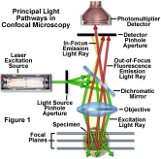 Principal Light
Pathways in
Confocal Microscopy
Photomultiplier
Detector
Detector
Pinhole
Aperture
In-Focus
Emission
Light Ray
Out-of-Focus
Fluorescence
Emission
Light Ray
Laser
Excitation
Source
Dichromatic
Mirror
Light Source
Pinhole
Aperture
Objective
Excitation
Light Ray
Figure 1
Specimen
Focal
Planes